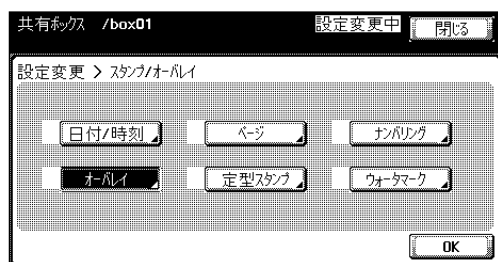 共有ﾎﾞｯｸｽ /box01 設定変更中 閉じる
設定変更 > ｽﾀﾝﾌﾟ/ｵｰﾊﾞﾚｲ
日付/時刻 ﾍﾟｰｼﾞ ﾅﾝﾊﾞﾘﾝｸﾞ
ｵｰﾊﾞﾚｲ 定型ｽﾀﾝﾌﾟ ｳｫｰﾀﾏｰｸ
OK